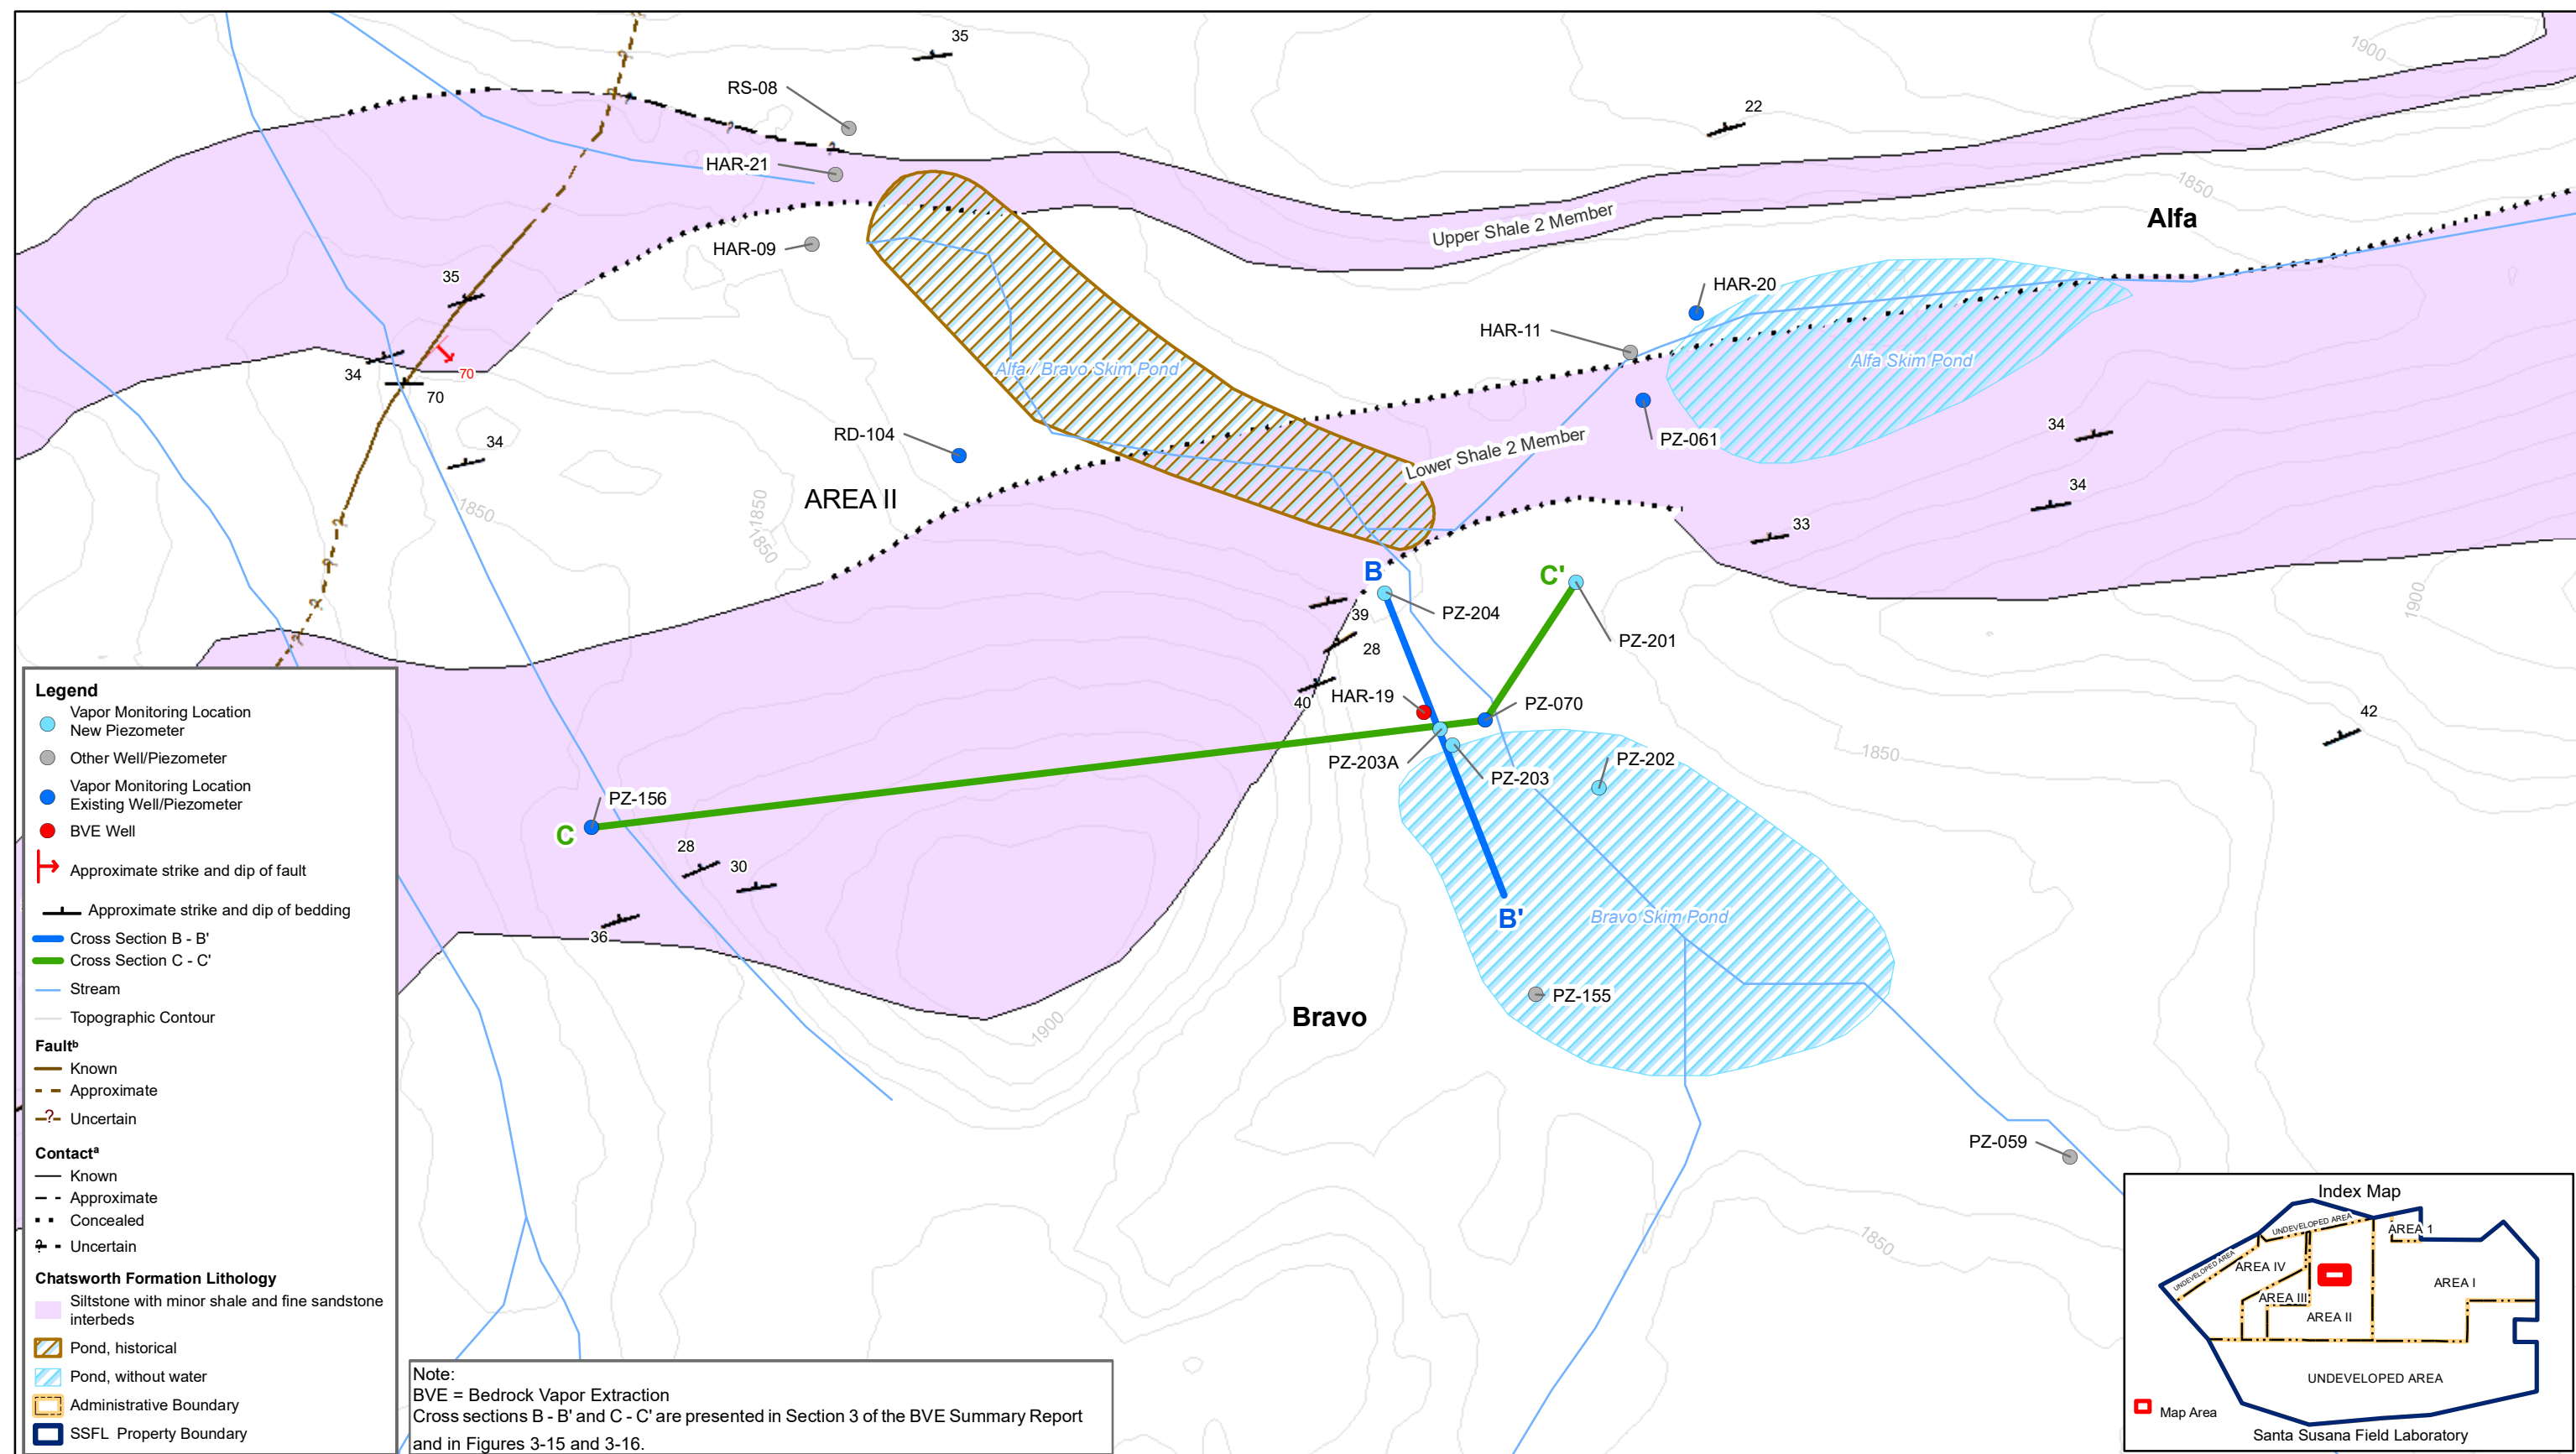 35
1900
22
RS-08
HAR-21
1850
Upper Shale 2 Member
Alfa
HAR-09
35
HAR-20
HAR-11
Alfa / Bravo Skim Pond
Alfa Skim Pond
34
70
70
RD-104
PZ-061
34
34
Lower Shale 2 Member
AREA II
34
1850
1850
1850
33
B
C'
39
PZ-204
1900
28
PZ-201
40
HAR-19
PZ-070
42
PZ-203A
PZ-203
PZ-202
1850
PZ-156
C
28
30
36
B'
Bravo Skim Pond
PZ-155
Bravo
1900
PZ-059
1850
Legend
Vapor Monitoring Location
New Piezometer
Other Well/Piezometer
Vapor Monitoring Location
Existing Well/Piezometer
BVE Well
Approximate strike and dip of fault
Approximate strike and dip of bedding
Cross Section B - B'
Cross Section C - C'
Stream
Topographic Contour
Faultᵇ
Known
Approximate
?
Uncertain
Contactᵃ
Known
Approximate
Concealed
?
Uncertain
Chatsworth Formation Lithology
Siltstone with minor shale and fine sandstone
interbeds
Pond, historical
Pond, without water
Administrative Boundary
SSFL Property Boundary
Note:
BVE = Bedrock Vapor Extraction
Cross sections B - B' and C - C' are presented in Section 3 of the BVE Summary Report
and in Figures 3-15 and 3-16.
Index Map
UNDEVELOPED AREA
AREA 1
UNDEVELOPED AREA
AREA IV
AREA I
AREA III
AREA II
UNDEVELOPED AREA
Map Area
Santa Susana Field Laboratory